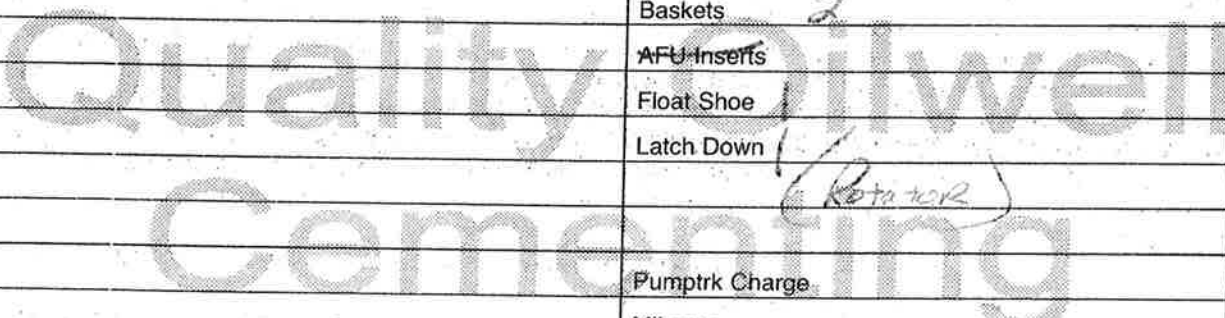 Baskets 2
AFU Inserts
Quality Oilwell
Float Shoe 1
Latch Down 1
(Rotator)
Cementing
Pumptrk Charge